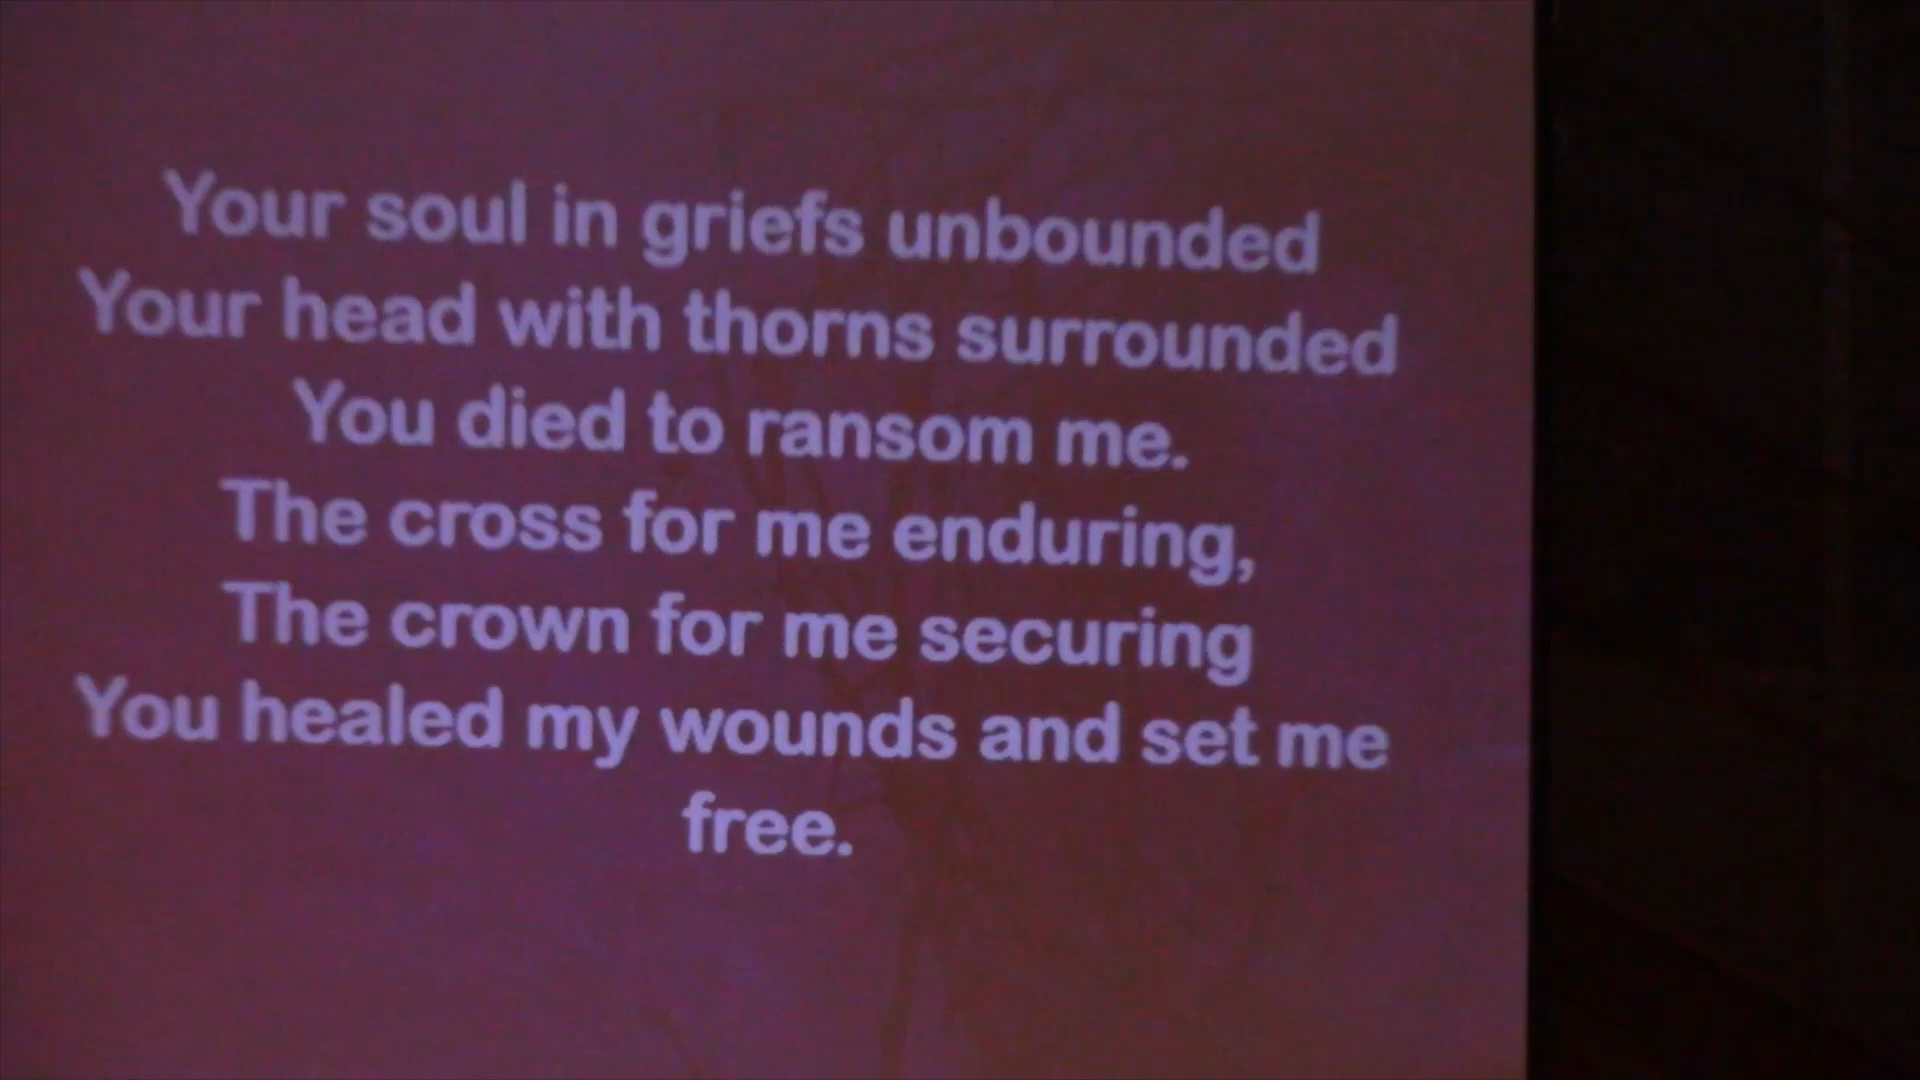 Your soul in griefs unbounded
Your head with thorns surrounded
You died to ransom me.
The cross for me enduring,
The crown for me securing
You healed my wounds and set me
free.